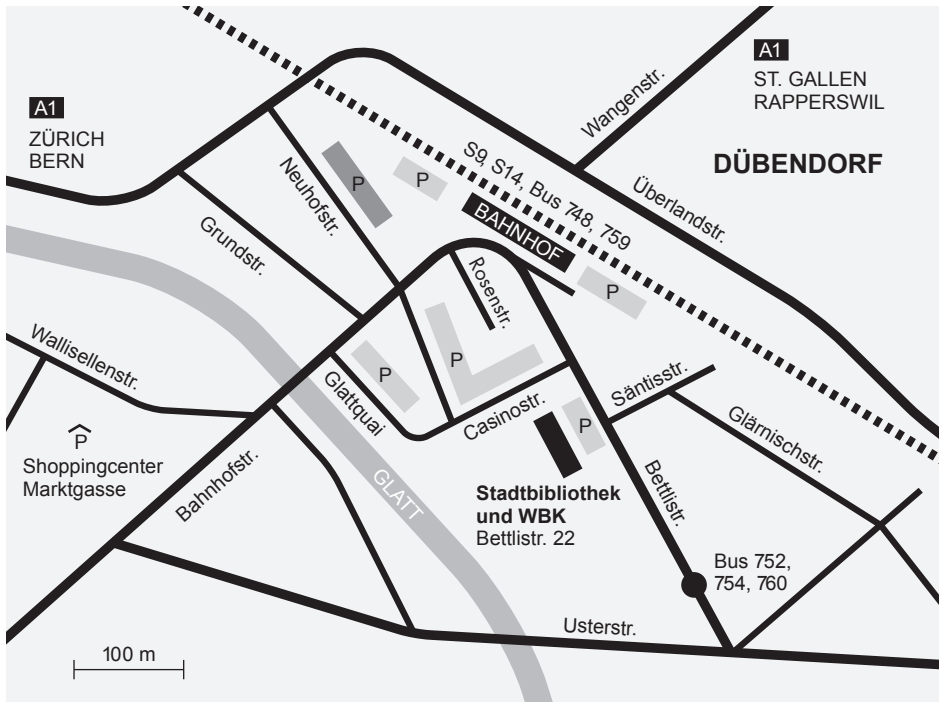 A1
ZÜRICH
BERN
A1
ST. GALLEN
RAPPERSWIL
DÜBENDORF
Wangenstr.
Überlandstr.
S9, S14, Bus 748, 759
BAHNHOF
P
P
P
Neuhofstr.
Grundstr.
Rosenstr.
P
P
Wallisellenstr.
Glattquai
Casinostr.
P
Säntisstr.
Glärnischstr.
P
Shoppingcenter
Marktgasse
Bahnhofstr.
GLATT
Stadtbibliothek
und WBK
Bettlistr. 22
Bettlistr.
Bus 752,
754, 760
Usterstr.
100 m